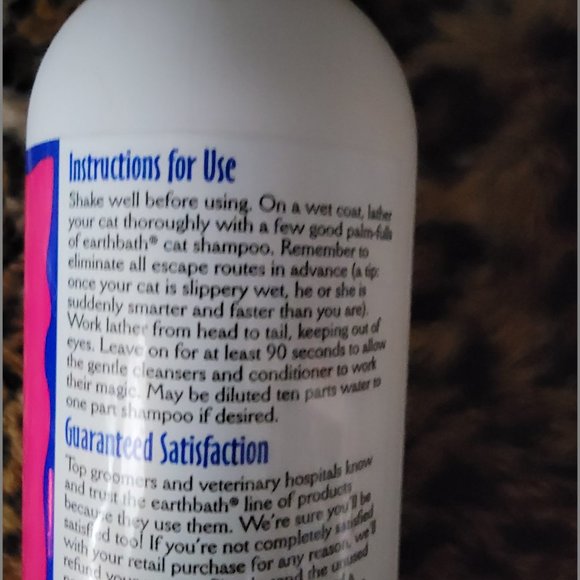 Instructions for Use
Shake well before using. On a wet coat, lather
your cat thoroughly with a few good palm-fulls
of earthbath® cat shampoo. Remember to
eliminate all escape routes in advance (a tip:
once your cat is slippery wet, he or she is
suddenly smarter and faster than you are).
Work lather from head to tail, keeping out of
eyes. Leave on for at least 90 seconds to allow
the gentle cleansers and conditioner to work
their magic. May be diluted ten parts water to
one part shampoo if desired.
Guaranteed Satisfaction
Top groomers and veterinary hospitals know
and trust the earthbath® line of products
because they use them. We're sure you'll be
satisfied too! If you're not completely satisfied
with your retail purchase for any reason, we'll
refund your and the unused